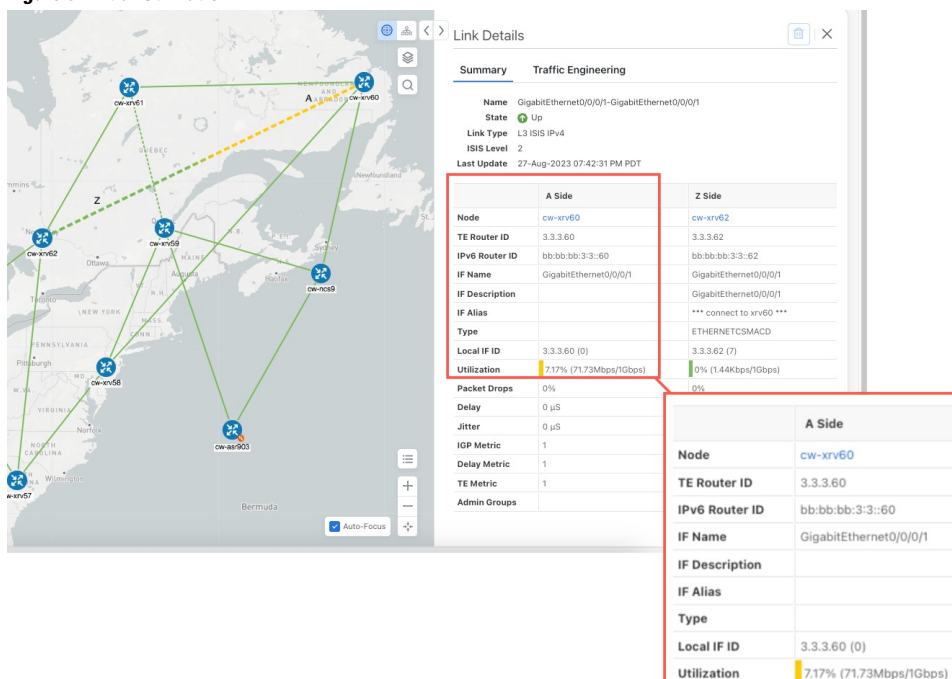 Link Details
Summary Traffic Engineering
Name GigabitEthernet0/0/0/1-GigabitEthernet0/0/0/1
State Up
Link Type L3 ISIS IPv4
ISIS Level 2
Last Update 27-Aug-2023 07:42:31 PM PDT
A Side Z Side
Node cw-xrv60 cw-xrv62
TE Router ID 3.3.3.60 3.3.3.62
IPv6 Router ID bb:bb:bb:3:3::60 bb:bb:bb:3:3::62
IF Name GigabitEthernet0/0/0/1 GigabitEthernet0/0/0/1
IF Description GigabitEthernet0/0/0/1
IF Alias *** connect to xrv60 ***
Type ETHERNETCSMACD
Local IF ID 3.3.3.60 (0) 3.3.3.62 (7)
Utilization 7.17% (71.73Mbps/1Gbps) 0% (1.44Kbps/1Gbps)
Packet Drops 0% 0%
Delay 0 µS
Jitter 0 µS
IGP Metric 1
Delay Metric 1
TE Metric 1
Admin Groups
A Side
Node cw-xrv60
TE Router ID 3.3.3.60
IPv6 Router ID bb:bb:bb:3:3::60
IF Name GigabitEthernet0/0/0/1
IF Description
IF Alias
Type
Local IF ID 3.3.3.60 (0)
Utilization 7.17% (71.73Mbps/1Gbps)
cw-xrv61
A
cw-xrv60
QUÉBEC
Newfoundland
Z
cw-xrv62
Ottawa
cw-xrv59
MAINE
N.B.
P.E.I.
Sydney
Augusta
Halifax
cw-ncs9
Toronto
N.H.
NEW YORK
MASS.
CONN.
PENNSYLVANIA
Pittsburgh
MD.
cw-xrv58
W.VA.
VIRGINIA
Norfolk
cw-asr903
NORTH
CAROLINA
Wilmington
Bermuda
Auto-Focus